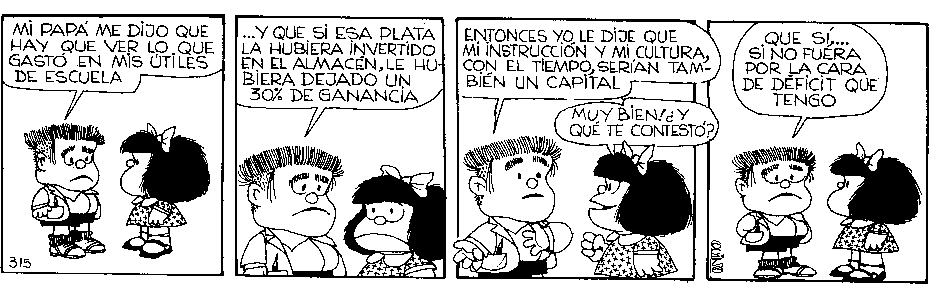 MI PAPÁ ME DIJO QUE
HAY QUE VER LO QUE
GASTÓ EN MIS ÚTILES
DE ESCUELA
315
...Y QUE SI ESA PLATA
LA HUBIERA INVERTIDO
EN EL ALMACÉN, LE HU-
BIERA DEJADO UN
30% DE GANANCIA
ENTONCES YO LE DIJE QUE
MI INSTRUCCIÓN Y MI CULTURA,
CON EL TIEMPO, SERÍAN TAM-
BIÉN UN CAPITAL
MUY BIEN! ¿Y
QUÉ TE CONTESTÓ?
QUE SÍ...
SI NO FUERA
POR LA CARA
DE DÉFICIT QUE
TENGO